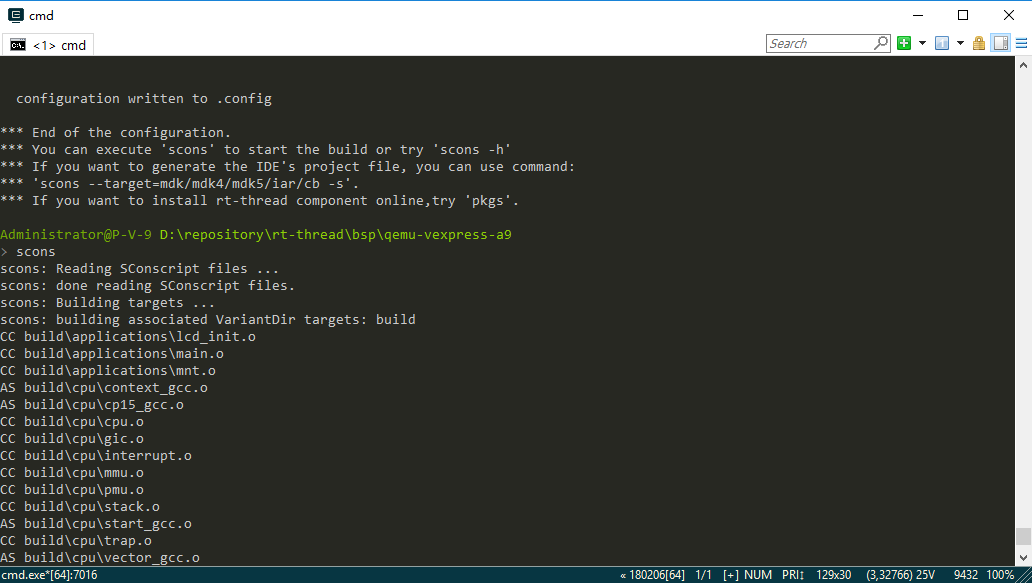 cmd
<1> cmd
Search
configuration written to .config
*** End of the configuration.
*** You can execute 'scons' to start the build or try 'scons -h'
*** If you want to generate the IDE's project file, you can use command:
*** 'scons --target=mdk/mdk4/mdk5/iar/cb -s'.
*** If you want to install rt-thread component online,try 'pkgs'.
Administrator@P-V-9 D:\repository\rt-thread\bsp\qemu-vexpress-a9
> scons
scons: Reading SConscript files ...
scons: done reading SConscript files.
scons: Building targets ...
scons: building associated VariantDir targets: build
CC build\applications\lcd_init.o
CC build\applications\main.o
CC build\applications\mnt.o
AS build\cpu\context_gcc.o
AS build\cpu\cp15_gcc.o
CC build\cpu\cpu.o
CC build\cpu\gic.o
CC build\cpu\interrupt.o
CC build\cpu\mmu.o
CC build\cpu\pmu.o
CC build\cpu\stack.o
AS build\cpu\start_gcc.o
CC build\cpu\trap.o
AS build\cpu\vector_gcc.o
cmd.exe*[64]:7016 « 180206[64] 1/1 [+] NUM PRI↕ 129x30 (3,32766) 25V 9432 100%